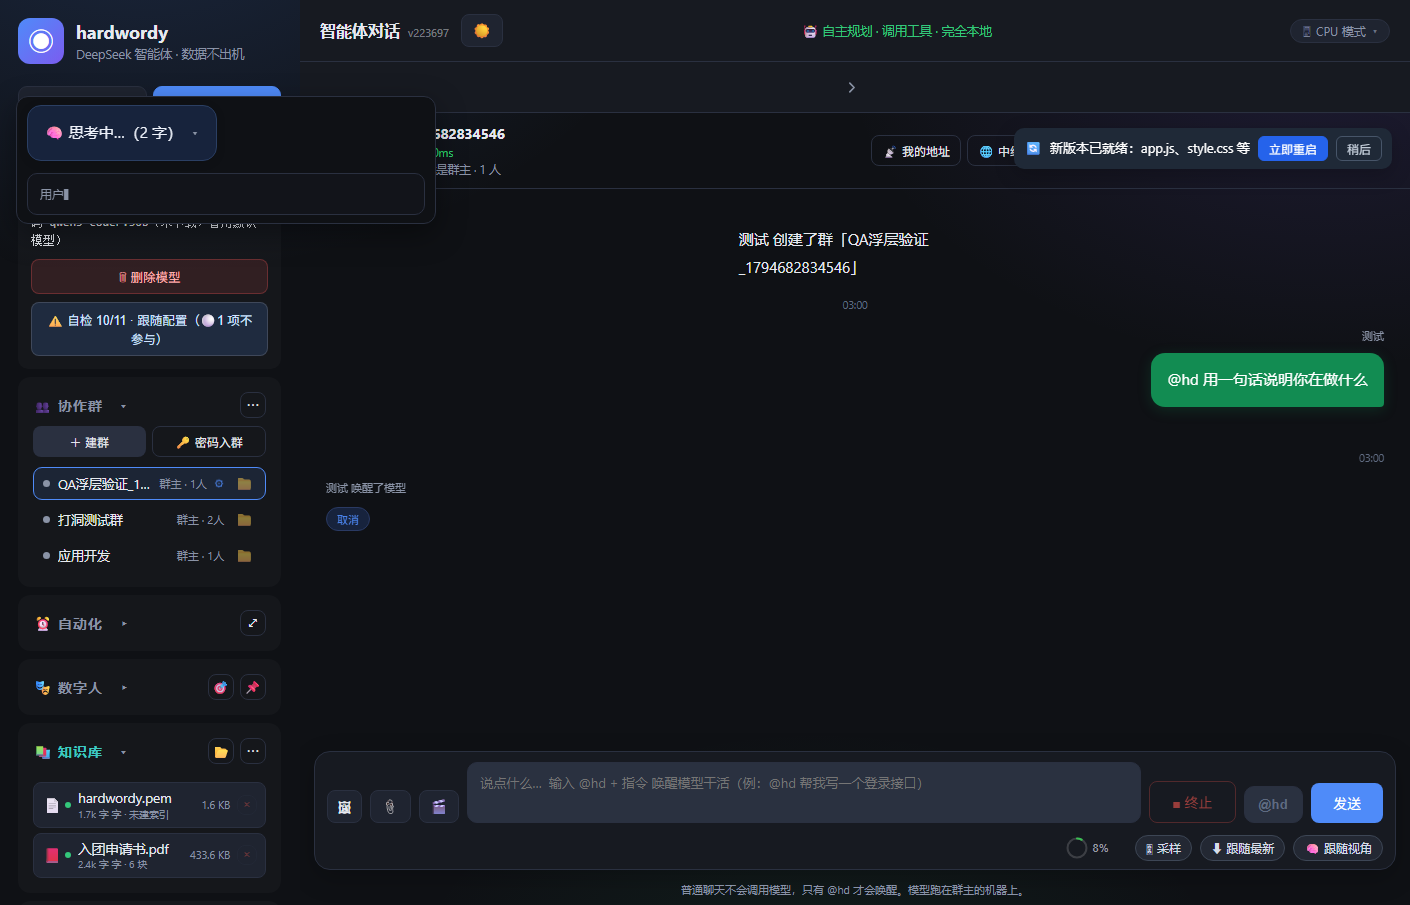 hardwordy
DeepSeek 智能体 · 数据不出机
智能体对话 v223697
自主规划 · 调用工具 · 完全本地
CPU 模式
思考中... (2 字)
用户
682834546
0ms
是群主 · 1 人
我的地址
新版本已就绪：app.js、style.css 等
立即重启
稍后
模型）
删除模型
自检 10/11 · 跟随配置（ 1 项不
参与）
协作群
···
+ 建群
密码入群
QA浮层验证_1... 群主 · 1人
打洞测试群 群主 · 2人
应用开发 群主 · 1人
自动化
数字人
知识库
···
hardwordy.pem 1.6 KB ×
1.7k 字 字 · 未建索引
入团申请书.pdf 433.6 KB ×
2.4k 字 字 · 6 块
测试 创建了群「QA浮层验证
_1794682834546」
03:00
测试
@hd 用一句话说明你在做什么
03:00
测试 唤醒了模型
取消
说点什么... 输入 @hd + 指令 唤醒模型干活（例：@hd 帮我写一个登录接口）
终止
@hd
发送
8%
采样
跟随最新
跟随视角
普通聊天不会调用模型，只有 @hd 才会唤醒。模型跑在群主的机器上。